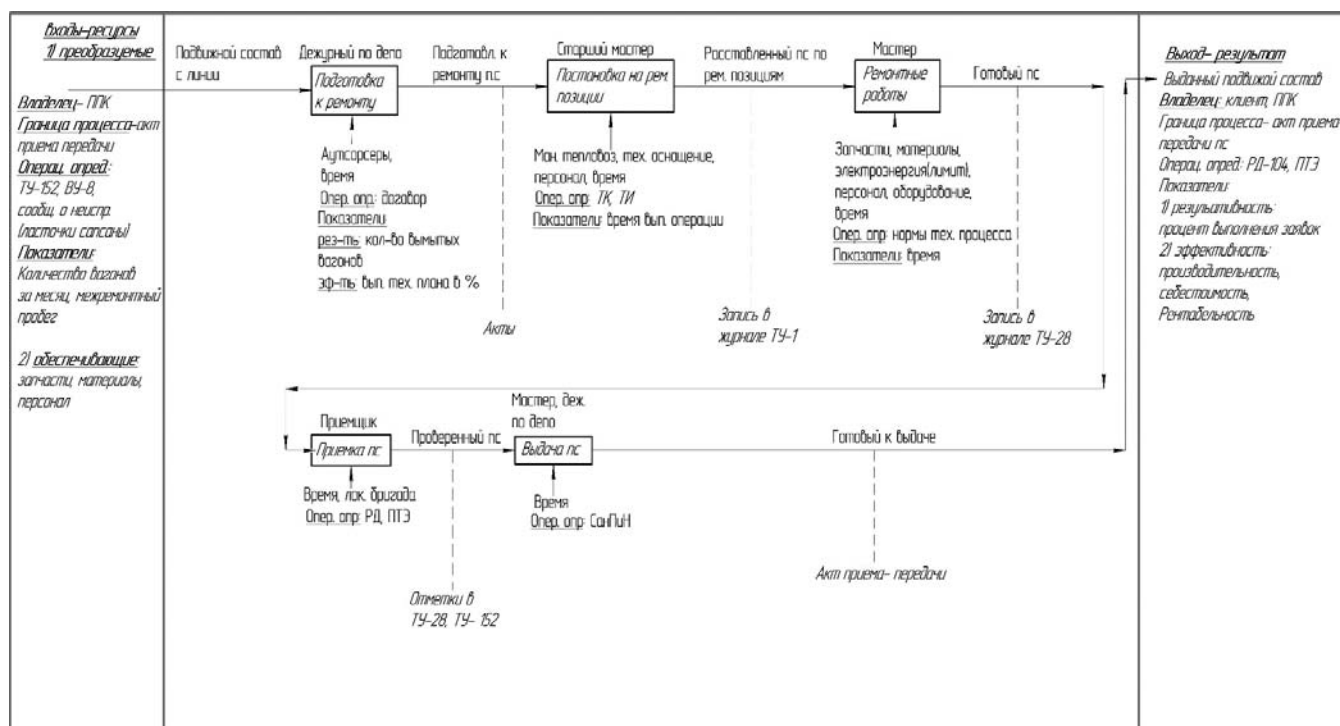 Входы-ресурсы
1) преобразуемые
Владелец- ППК
Граница процесса-акт
приема передачи
Операц. опред.:
ТУ-152, ВУ-8,
сообщ. о неиспр.
(ласточки сапсаны)
Показатели:
Количество вагонов
за месяц, межремонтный
пробег
2) обеспечивающие:
запчасти, материалы,
персонал
Подвижной состав
с линии
Дежурный по депо
Подготовка
к ремонту
Аутсорсеры,
время
Опер. опр.: договор
Показатели:
рез-ть: кол-во вымытых
вагонов
эф-ть: вып. тех. плана в %
Подготовл. к
ремонту п.с
Акты
Старший мастер
Постановка на рем.
позиции
Ман. тепловоз, тех. оснащение,
персонал, время
Опер. опр: ТК, ТИ
Показатели: время вып. операции
Расставленный пс по
рем. позициям
Запись в
журнале ТУ-1
Мастер
Ремонтные
работы
Запчасти, материалы,
электроэнергия(лимит),
персонал, оборудование,
время
Опер. опр: нормы тех. процесса
Показатели: время
Готовый пс
Запись в
журнале ТУ-28
Приемщик
Приемка пс
Время, лок. бригада
Опер. опр: РД, ПТЭ
Проверенный пс
Отметки в
ТУ-28, ТУ- 152
Мастер, деж.
по депо
Выдача пс
Время
Опер. опр: СанПиН
Готовый к выдаче
Акт приема- передачи
Выход- результат
Выданный подвижой состав
Владелец: клиент, ППК
Граница процесса- акт приема
передачи пс
Операц. опред: РД-104, ПТЭ
Показатели:
1) резульативность:
процент выполнения заявок
2) эффективность:
производительность,
себестоимость,
Рентабельность